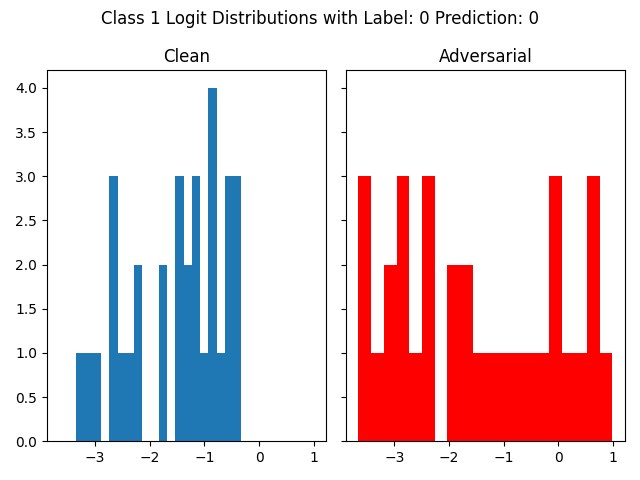 Class 1 Logit Distributions with Label: 0 Prediction: 0
Clean
Adversarial
4.0
3.5
3.0
2.5
2.0
1.5
1.0
0.5
0.0
−3 −2 −1 0 1
−3 −2 −1 0 1